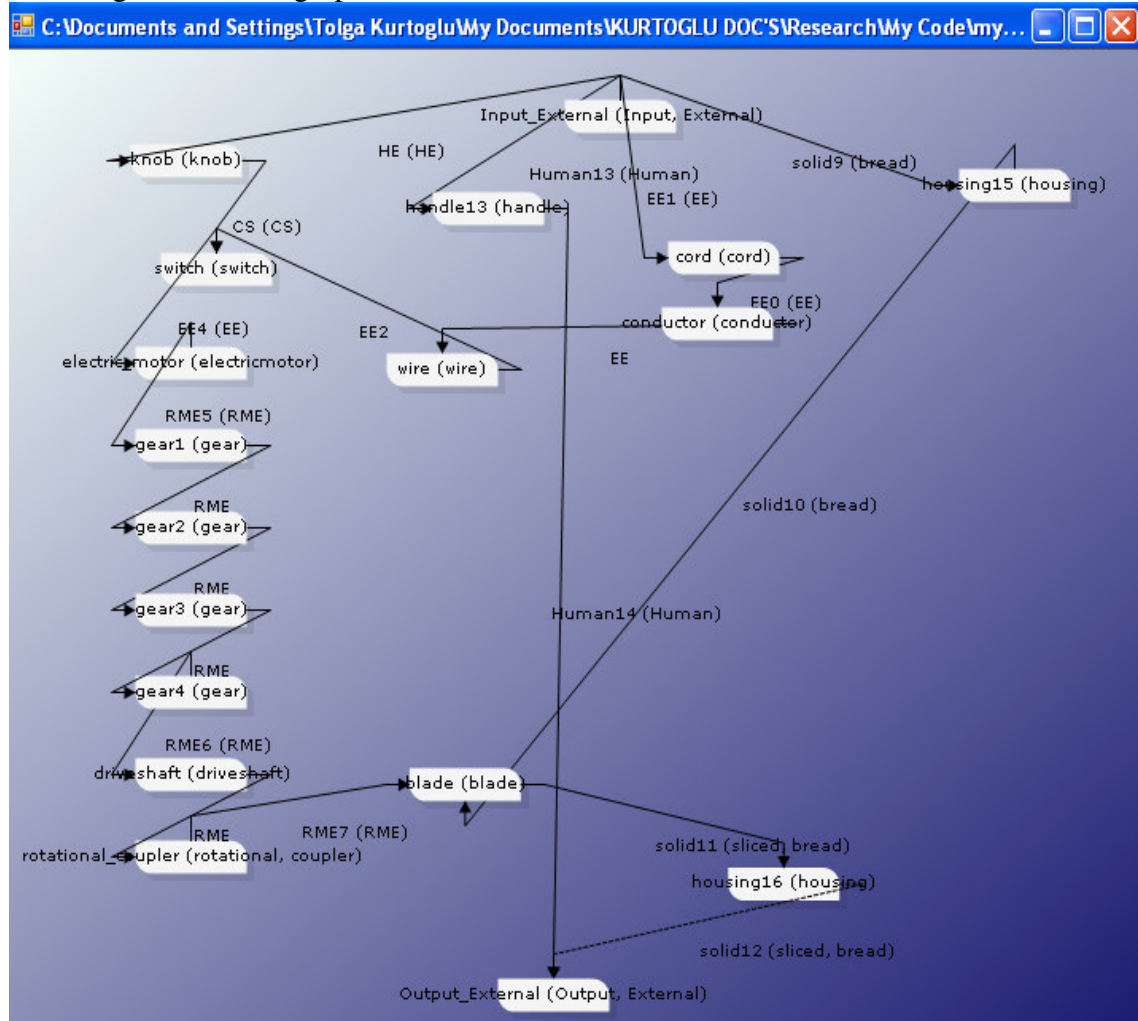 C:\Documents and Settings\Tolga Kurtoglu\My Documents\KURTOGLU DOC'S\Research\My Code\my...
Input_External (Input, External)
knob (knob)
HE (HE)
solid9 (bread)
Human13 (Human)
housing15 (housing)
EE1 (EE)
handle13 (handle)
CS (CS)
cord (cord)
switch (switch)
EE0 (EE)
conductor (conductor)
EE4 (EE)
EE2
EE
electricmotor (electricmotor)
wire (wire)
RME5 (RME)
gear1 (gear)
RME
solid10 (bread)
gear2 (gear)
RME
gear3 (gear)
Human14 (Human)
RME
gear4 (gear)
RME6 (RME)
driveshaft (driveshaft)
blade (blade)
RME
RME7 (RME)
solid11 (sliced, bread)
rotational_coupler (rotational, coupler)
housing16 (housing)
solid12 (sliced, bread)
Output_External (Output, External)